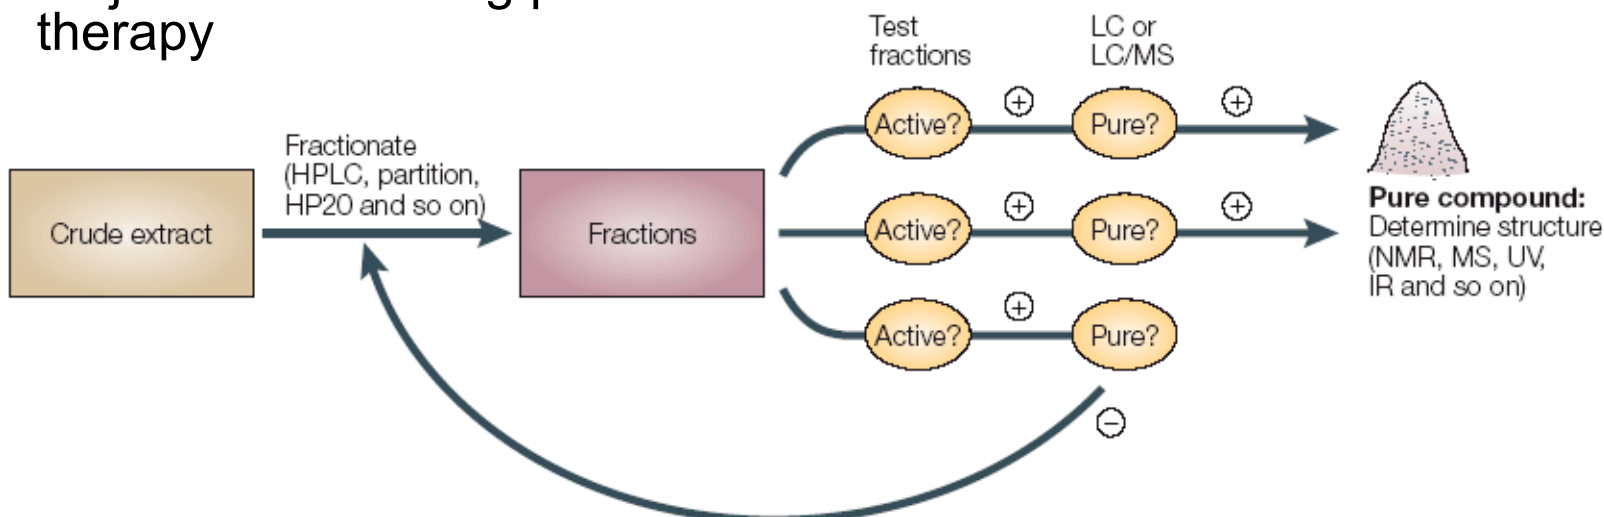 therapy
Test
fractions
LC or
LC/MS
Fractionate
(HPLC, partition,
HP20 and so on)
Crude extract
Fractions
Active?
+
Pure?
+
Active?
+
Pure?
+
Active?
+
Pure?
−
Pure compound:
Determine structure
(NMR, MS, UV,
IR and so on)